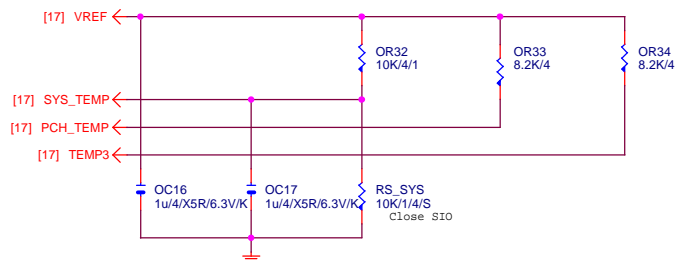 [17] VREF
OR32
10K/4/1
OR33
8.2K/4
OR34
8.2K/4
[17] SYS_TEMP
[17] PCH_TEMP
[17] TEMP3
OC16
1u/4/X5R/6.3V/K
OC17
1u/4/X5R/6.3V/K
RS_SYS
10K/1/4/S
Close SIO